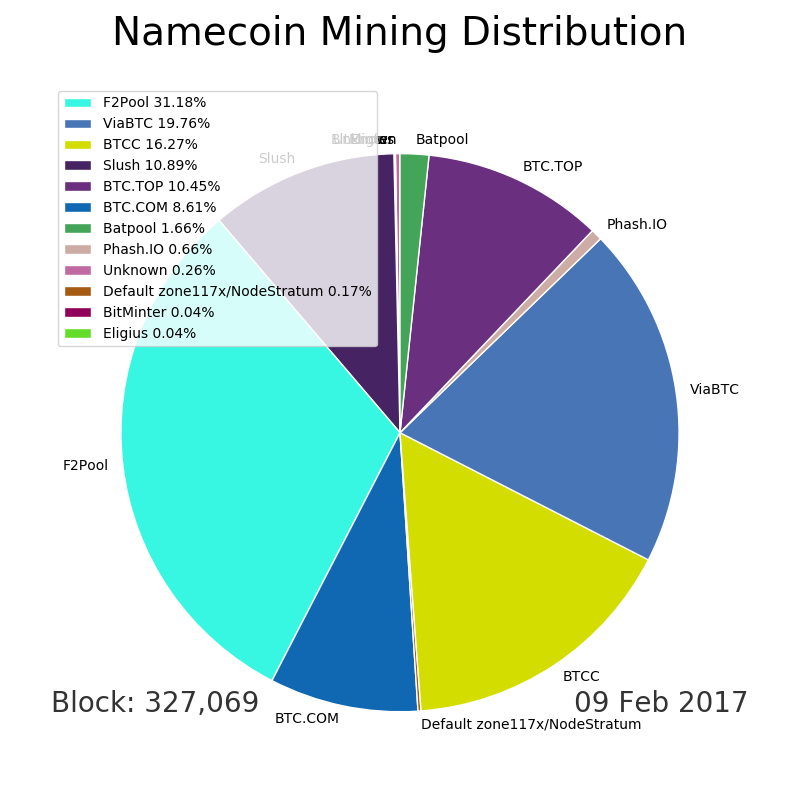 Namecoin Mining Distribution
F2Pool 31.18%
ViaBTC 19.76%
BTCC 16.27%
Slush 10.89%
BTC.TOP 10.45%
BTC.COM 8.61%
Batpool 1.66%
Phash.IO 0.66%
Unknown 0.26%
Default zone117x/NodeStratum 0.17%
BitMinter 0.04%
Eligius 0.04%
Batpool
BTC.TOP
Slush
Phash.IO
ViaBTC
F2Pool
BTCC
BTC.COM
Default zone117x/NodeStratum
Block: 327,069
09 Feb 2017